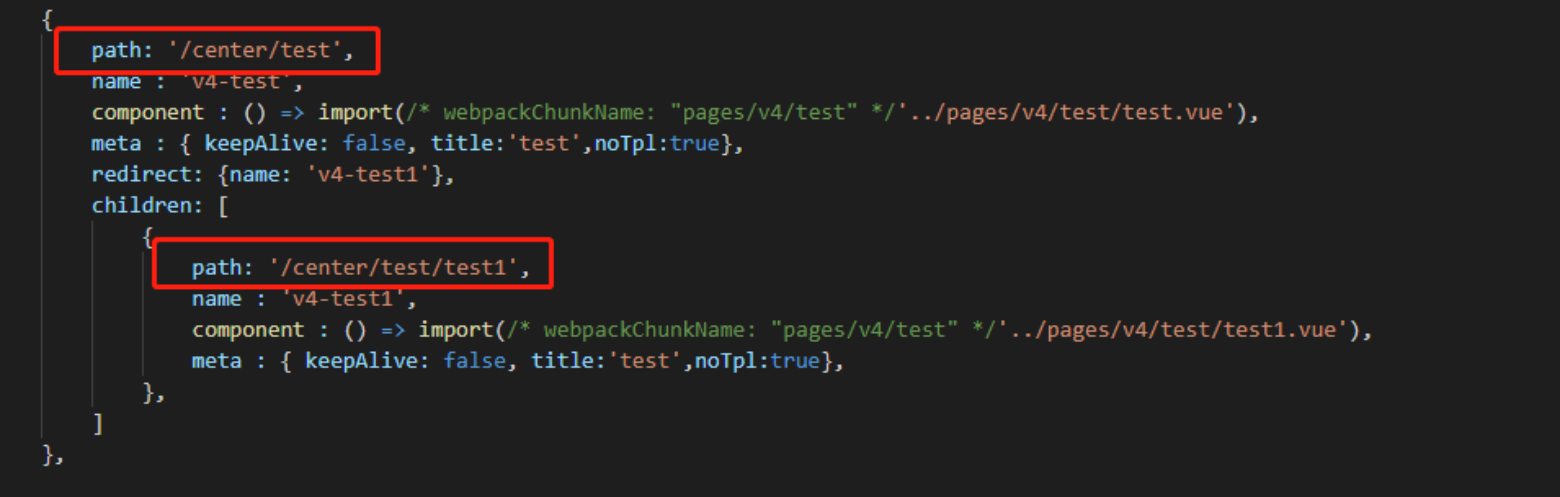 {
path: '/center/test',
name : 'v4-test',
component : () => import(/* webpackChunkName: "pages/v4/test" */'../pages/v4/test/test.vue'),
meta : { keepAlive: false, title:'test',noTpl:true},
redirect: {name: 'v4-test1'},
children: [
{
path: '/center/test/test1',
name : 'v4-test1',
component : () => import(/* webpackChunkName: "pages/v4/test" */'../pages/v4/test/test1.vue'),
meta : { keepAlive: false, title:'test',noTpl:true},
},
]
},